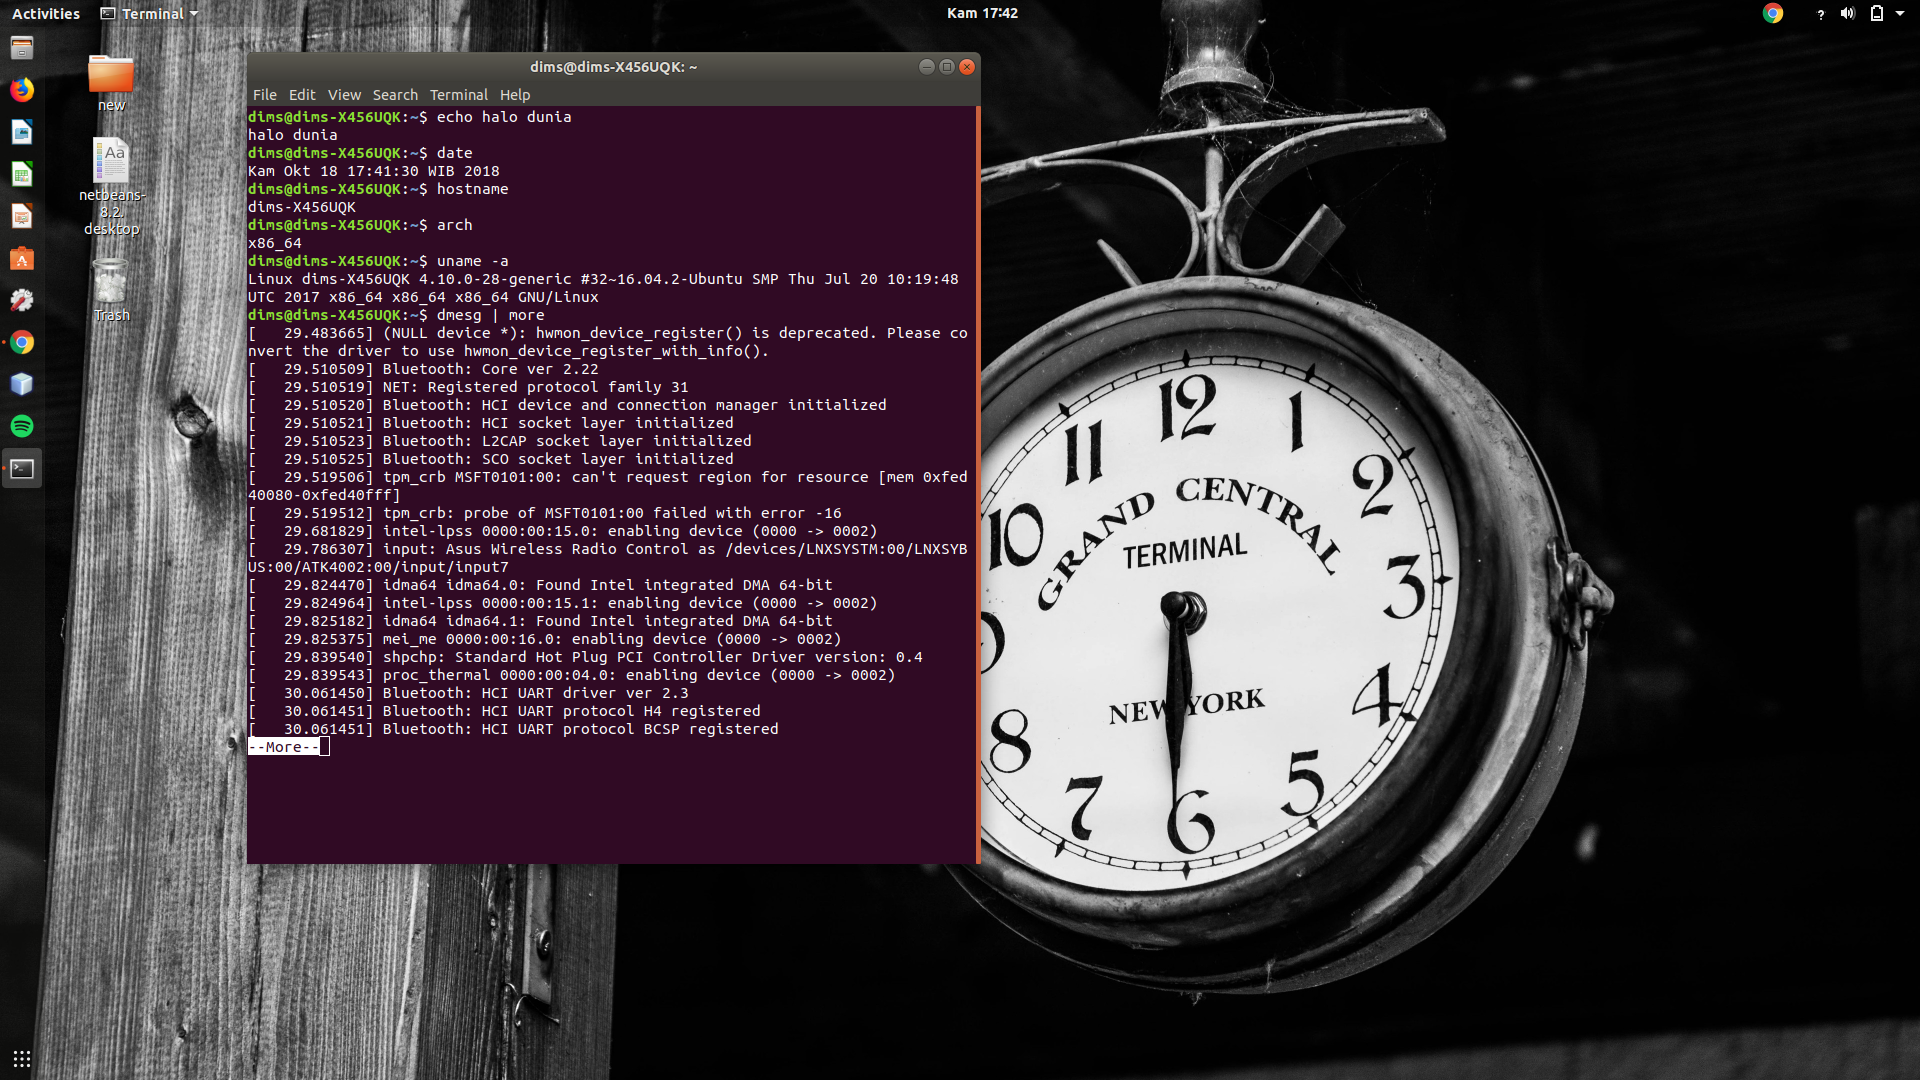 Activities
Terminal
Kam 17:42
?
new
Aa
netbeans-
8.2.
desktop
Trash
dims@dims-X456UQK: ~
File Edit View Search Terminal Help
dims@dims-X456UQK:~$ echo halo dunia
halo dunia
dims@dims-X456UQK:~$ date
Kam Okt 18 17:41:30 WIB 2018
dims@dims-X456UQK:~$ hostname
dims-X456UQK
dims@dims-X456UQK:~$ arch
x86_64
dims@dims-X456UQK:~$ uname -a
Linux dims-X456UQK 4.10.0-28-generic #32~16.04.2-Ubuntu SMP Thu Jul 20 10:19:48
UTC 2017 x86_64 x86_64 x86_64 GNU/Linux
dims@dims-X456UQK:~$ dmesg | more
[   29.483665] (NULL device *): hwmon_device_register() is deprecated. Please co
nvert the driver to use hwmon_device_register_with_info().
[   29.510509] Bluetooth: Core ver 2.22
[   29.510519] NET: Registered protocol family 31
[   29.510520] Bluetooth: HCI device and connection manager initialized
[   29.510521] Bluetooth: HCI socket layer initialized
[   29.510523] Bluetooth: L2CAP socket layer initialized
[   29.510525] Bluetooth: SCO socket layer initialized
[   29.519506] tpm_crb MSFT0101:00: can't request region for resource [mem 0xfed
40080-0xfed40fff]
[   29.519512] tpm_crb: probe of MSFT0101:00 failed with error -16
[   29.681829] intel-lpss 0000:00:15.0: enabling device (0000 -> 0002)
[   29.786307] input: Asus Wireless Radio Control as /devices/LNXSYSTM:00/LNXSYB
US:00/ATK4002:00/input/input7
[   29.824470] idma64 idma64.0: Found Intel integrated DMA 64-bit
[   29.824964] intel-lpss 0000:00:15.1: enabling device (0000 -> 0002)
[   29.825182] idma64 idma64.1: Found Intel integrated DMA 64-bit
[   29.825375] mei_me 0000:00:16.0: enabling device (0000 -> 0002)
[   29.839540] shpchp: Standard Hot Plug PCI Controller Driver version: 0.4
[   29.839543] proc_thermal 0000:00:04.0: enabling device (0000 -> 0002)
[   30.061450] Bluetooth: HCI UART driver ver 2.3
[   30.061451] Bluetooth: HCI UART protocol H4 registered
[   30.061451] Bluetooth: HCI UART protocol BCSP registered
--More--
12
1
2
3
4
5
6
7
8
9
10
11
GRAND CENTRAL
TERMINAL
NEW YORK